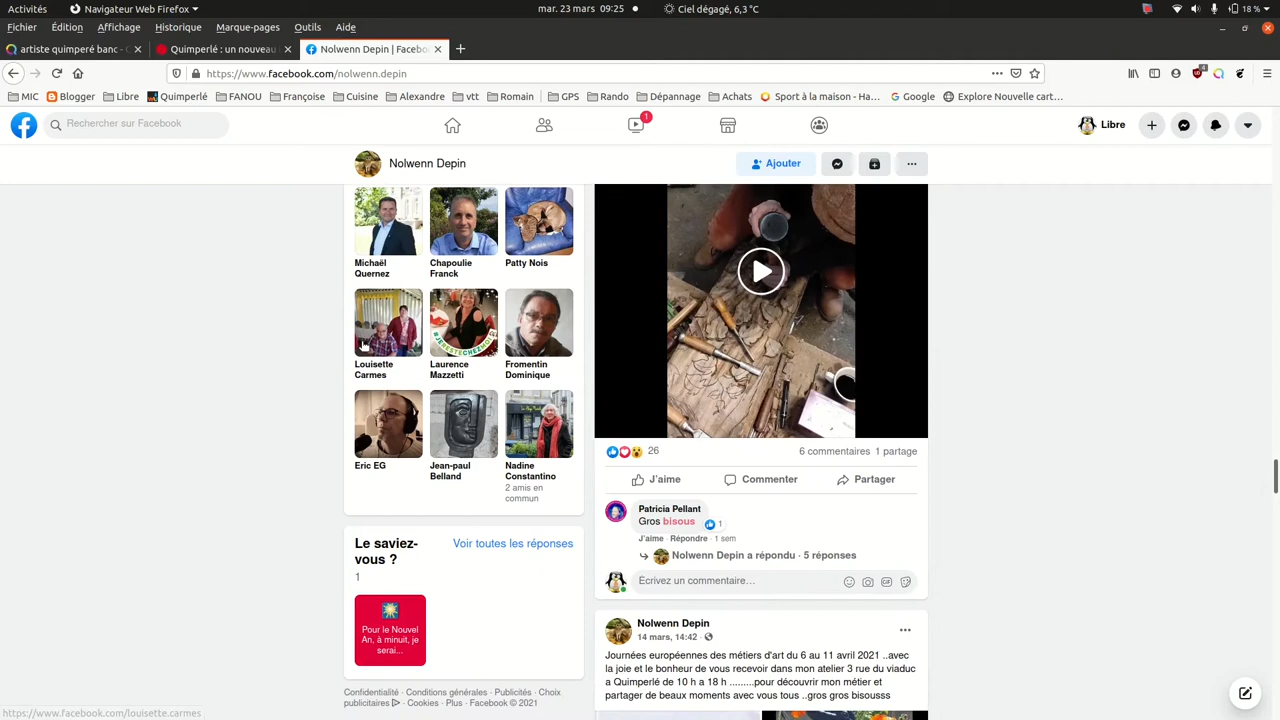 Activités
Navigateur Web Firefox
mar. 23 mars 09:25
Ciel dégagé, 6,3 °C
18 %
Fichier Édition Affichage Historique Marque-pages Outils Aide
artiste quimperé banc - C
Quimperlé : un nouveau
Nolwenn Depin | Facebo
https://www.facebook.com/nolwenn.depin
MIC Blogger Libre Quimperlé FANOU Françoise Cuisine Alexandre vtt Romain GPS Rando Dépannage Achats Sport à la maison - Ha… Google Explore Nouvelle cart…
Rechercher sur Facebook
1
Libre
Nolwenn Depin
Ajouter
Michaël Quernez
Chapoulie Franck
Patty Nois
Louisette Carmes
Laurence Mazzetti
Fromentin Dominique
Eric EG
Jean-paul Belland
Nadine Constantino
2 amis en commun
Le saviez-vous ?
Voir toutes les réponses
1
Pour le Nouvel
An, à minuit, je
serai...
Confidentialité · Conditions générales · Publicités · Choix
publicitaires · Cookies · Plus · Facebook © 2021
26
6 commentaires 1 partage
J’aime
Commenter
Partager
Patricia Pellant
Gros bisous
1
J’aime · Répondre · 1 sem
Nolwenn Depin a répondu · 5 réponses
Écrivez un commentaire…
Nolwenn Depin
14 mars, 14:42
Journées européennes des métiers d'art du 6 au 11 avril 2021 ..avec
la joie et le bonheur de vous recevoir dans mon atelier 3 rue du viaduc
a Quimperlé de 10 h a 18 h .........pour découvrir mon métier et
partager de beaux moments avec vous tous ..gros gros bisousss
https://www.facebook.com/louisette.carmes